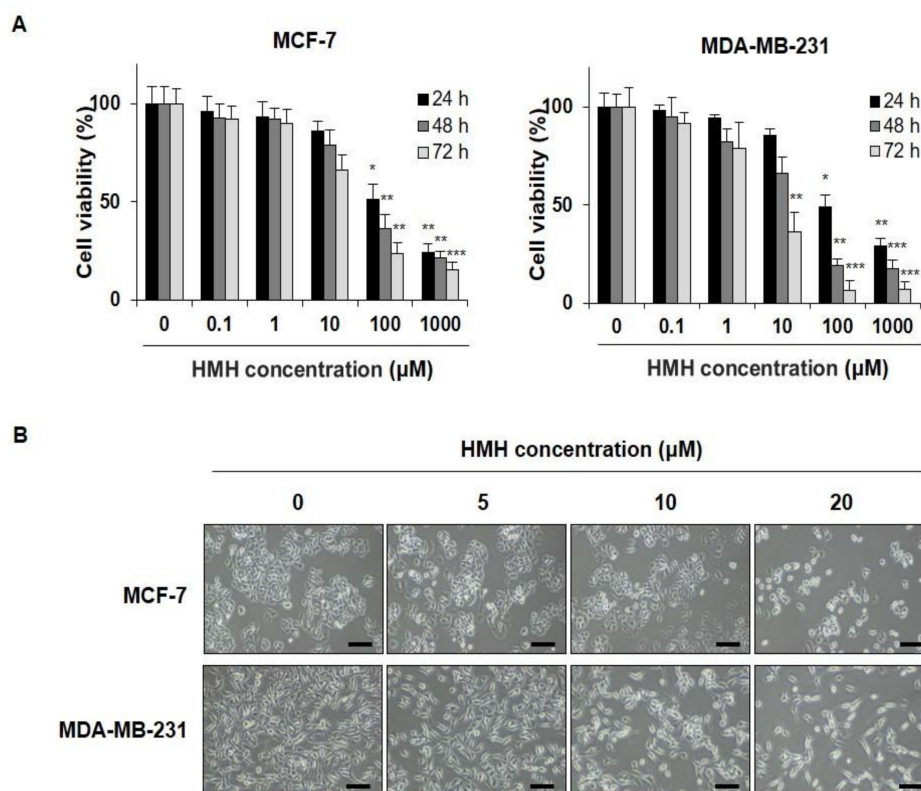 A
MCF-7
Cell viability (%)
100
50
0
24 h
48 h
72 h
*
**
**
**
**
***
0 0.1 1 10 100 1000
HMH concentration (µM)
MDA-MB-231
Cell viability (%)
100
50
0
24 h
48 h
72 h
**
*
**
***
**
***
***
0 0.1 1 10 100 1000
HMH concentration (µM)
B
HMH concentration (µM)
0 5 10 20
MCF-7
MDA-MB-231